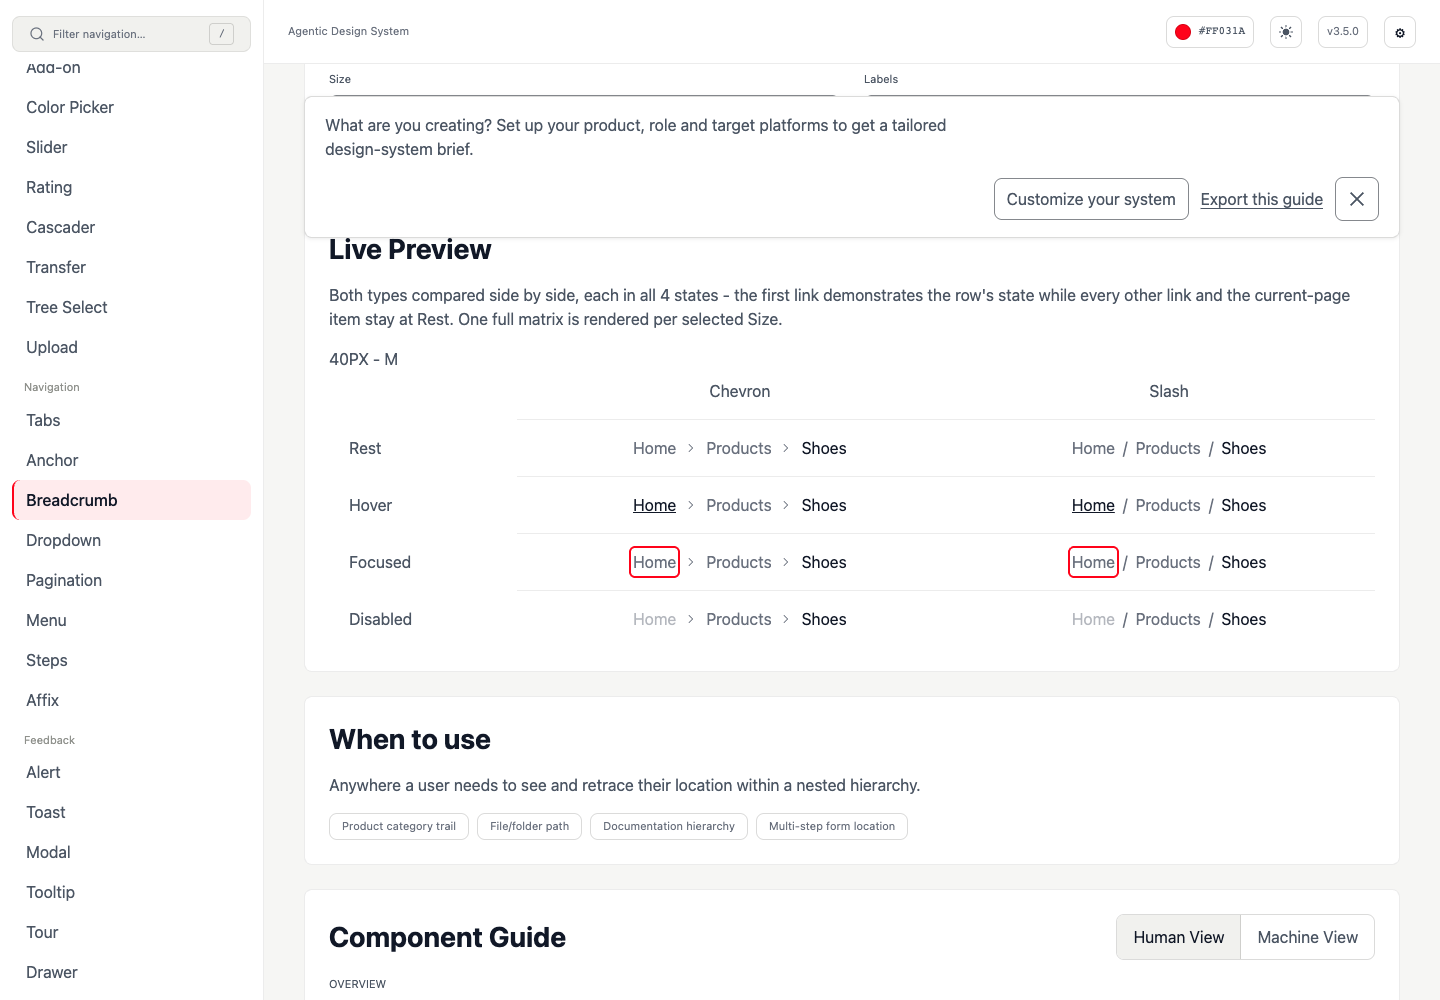 Filter navigation...
/
Add-on
Color Picker
Slider
Rating
Cascader
Transfer
Tree Select
Upload
Navigation
Tabs
Anchor
Breadcrumb
Dropdown
Pagination
Menu
Steps
Affix
Feedback
Alert
Toast
Modal
Tooltip
Tour
Drawer
Agentic Design System
#FF031A
v3.5.0
Size
Labels
What are you creating? Set up your product, role and target platforms to get a tailored
design-system brief.
Customize your system
Export this guide
Live Preview
Both types compared side by side, each in all 4 states - the first link demonstrates the row's state while every other link and the current-page
item stay at Rest. One full matrix is rendered per selected Size.
40PX - M
Chevron Slash
Rest Home > Products > Shoes Home / Products / Shoes
Hover Home > Products > Shoes Home / Products / Shoes
Focused Home > Products > Shoes Home / Products / Shoes
Disabled Home > Products > Shoes Home / Products / Shoes
When to use
Anywhere a user needs to see and retrace their location within a nested hierarchy.
Product category trail
File/folder path
Documentation hierarchy
Multi-step form location
Component Guide
Human View
Machine View
OVERVIEW